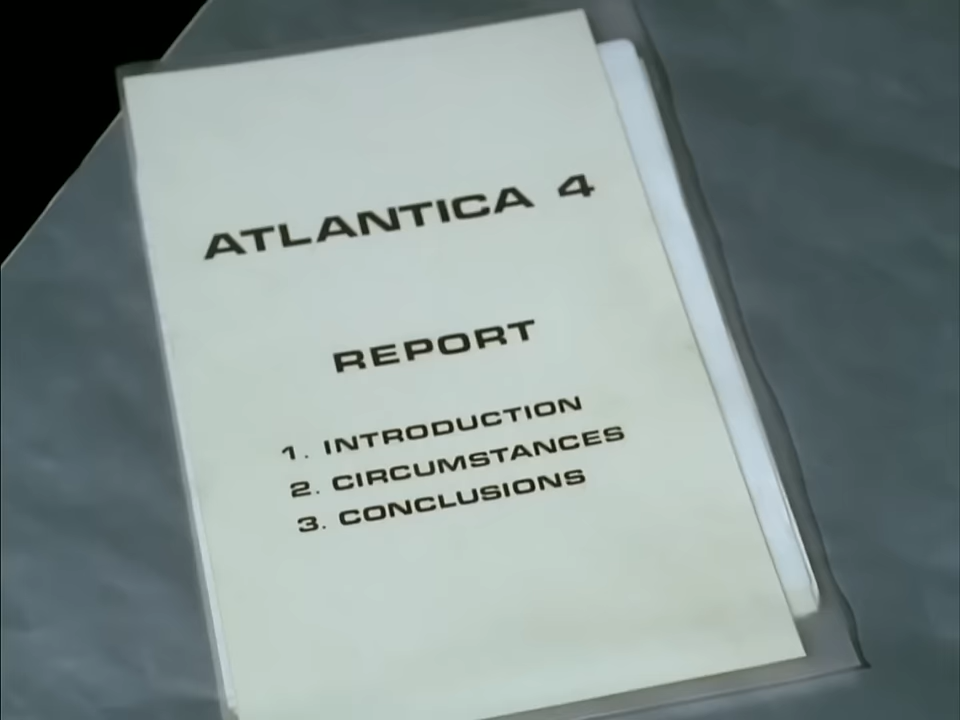 ATLANTICA 4
REPORT
1. INTRODUCTION
2. CIRCUMSTANCES
3. CONCLUSIONS